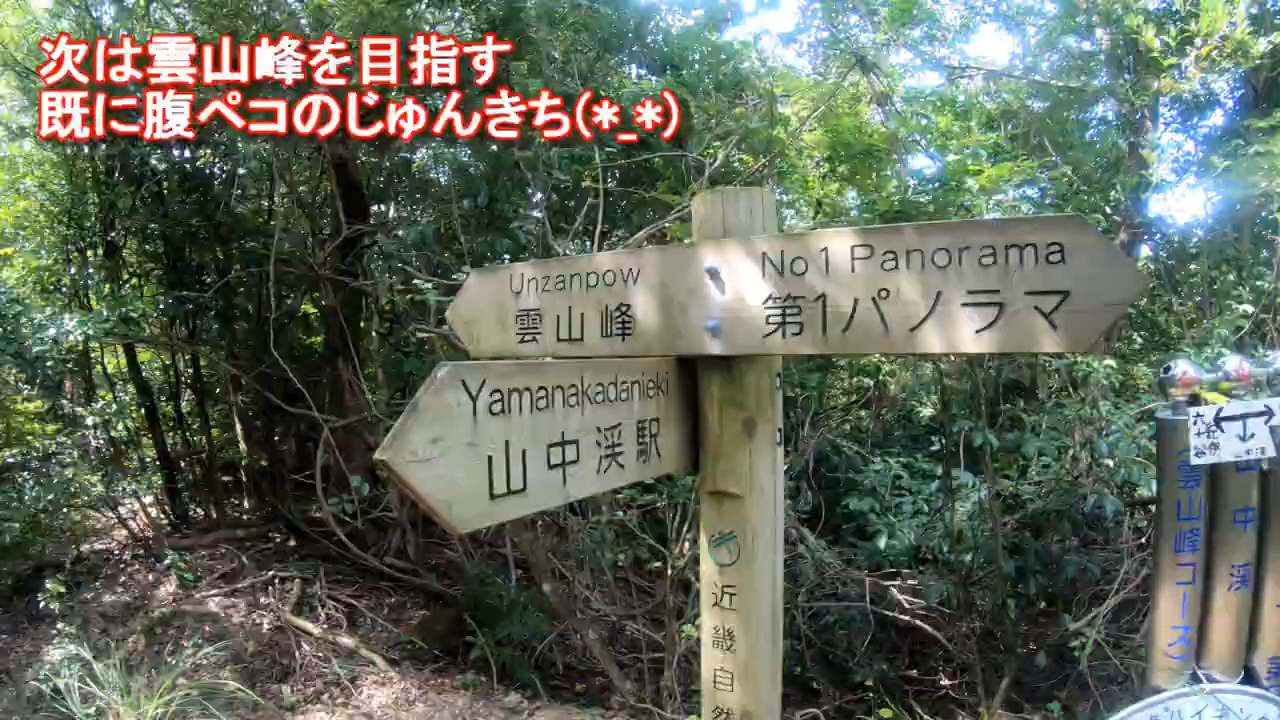 次は雲山峰を目指す
既に腹ペコのじゅんきち(*_*)
Unzanpow
雲山峰
No1 Panorama
第1パノラマ
Yamanakadanieki
山中渓駅
近畿自然
(雲山峰コース)
山中渓